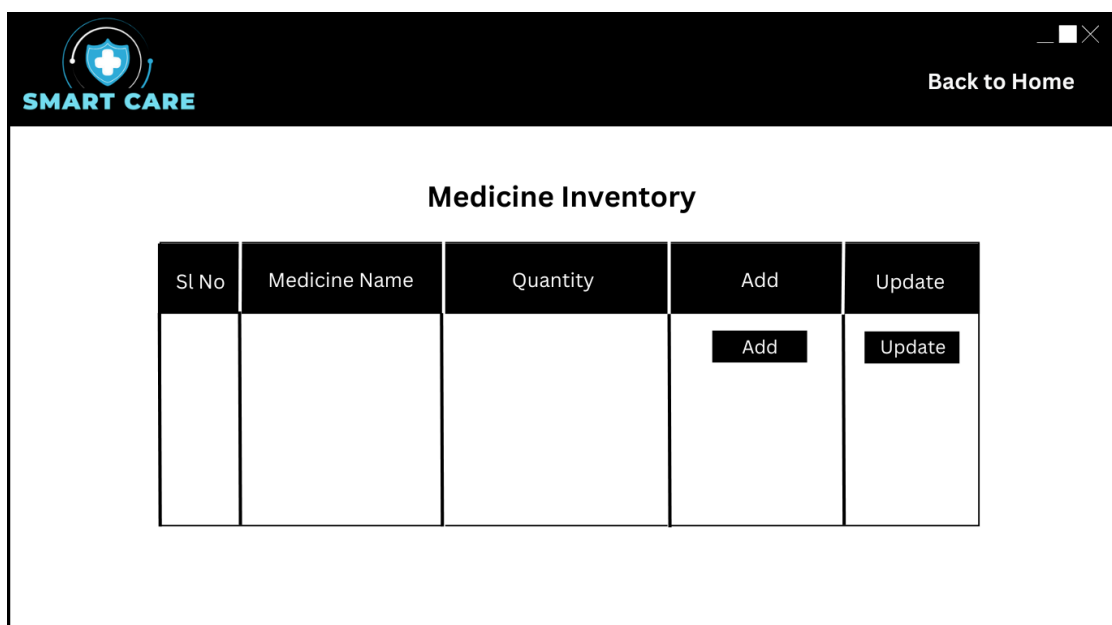 SMART CARE
Back to Home
Medicine Inventory
Sl No Medicine Name Quantity Add Update
Add Update